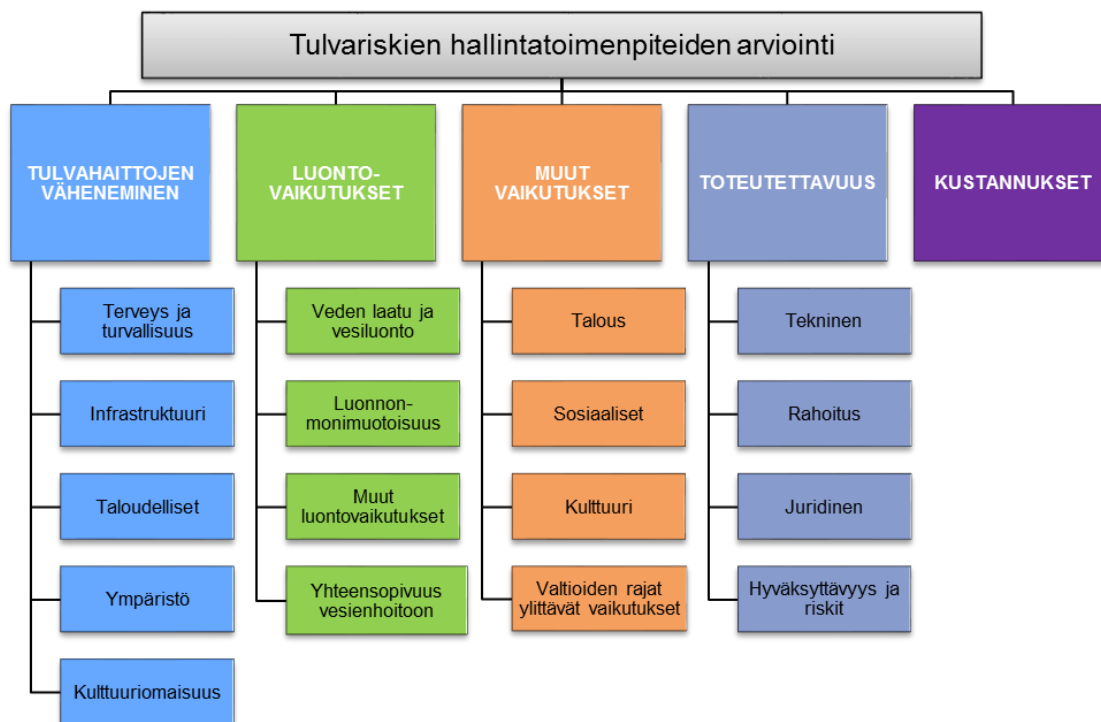 Tulvariskien hallintatoimenpiteiden arviointi
TULVAHAITTOJEN
VÄHENEMINEN
LUONTO-
VAIKUTUKSET
MUUT
VAIKUTUKSET
TOTEUTETTAVUUS
KUSTANNUKSET
Terveys ja
turvallisuus
Infrastruktuuri
Taloudelliset
Ympäristö
Kulttuuriomaisuus
Veden laatu ja
vesiluonto
Luonnon-
monimuotoisuus
Muut
luontovaikutukset
Yhteensopivuus
vesienhoitoon
Talous
Sosiaaliset
Kulttuuri
Valtioiden rajat
ylittävät vaikutukset
Tekninen
Rahoitus
Juridinen
Hyväksyttävyys ja
riskit